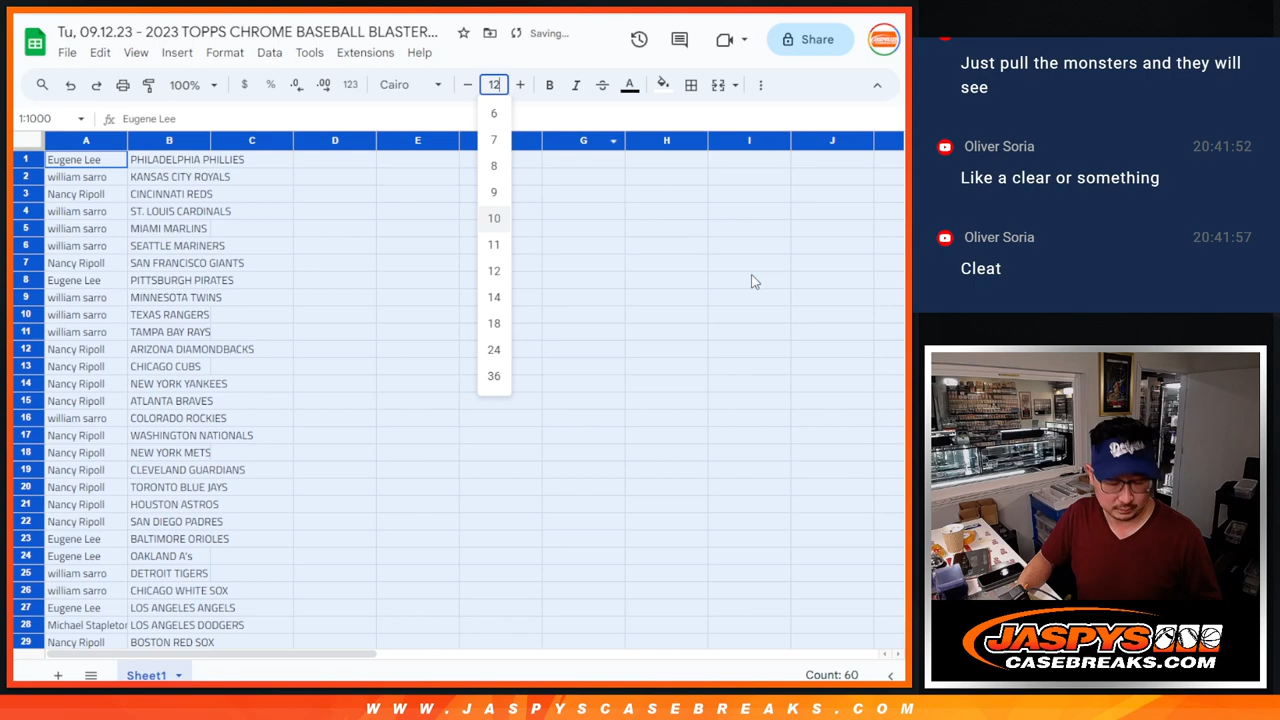 Tu, 09.12.23 - 2023 TOPPS CHROME BASEBALL BLASTER...
Saving...
Share
File Edit View Insert Format Data Tools Extensions Help
100% $ % .0 .00 123 Cairo 12 B I A
1:1000 fx Eugene Lee
A B C D E G H I J
1 Eugene Lee PHILADELPHIA PHILLIES
2 william sarro KANSAS CITY ROYALS
3 Nancy Ripoll CINCINNATI REDS
4 william sarro ST. LOUIS CARDINALS
5 william sarro MIAMI MARLINS
6 william sarro SEATTLE MARINERS
7 Nancy Ripoll SAN FRANCISCO GIANTS
8 Eugene Lee PITTSBURGH PIRATES
9 william sarro MINNESOTA TWINS
10 william sarro TEXAS RANGERS
11 william sarro TAMPA BAY RAYS
12 Nancy Ripoll ARIZONA DIAMONDBACKS
13 Nancy Ripoll CHICAGO CUBS
14 Nancy Ripoll NEW YORK YANKEES
15 Nancy Ripoll ATLANTA BRAVES
16 william sarro COLORADO ROCKIES
17 Nancy Ripoll WASHINGTON NATIONALS
18 Nancy Ripoll NEW YORK METS
19 Nancy Ripoll CLEVELAND GUARDIANS
20 Nancy Ripoll TORONTO BLUE JAYS
21 Nancy Ripoll HOUSTON ASTROS
22 Nancy Ripoll SAN DIEGO PADRES
23 Eugene Lee BALTIMORE ORIOLES
24 Eugene Lee OAKLAND A's
25 william sarro DETROIT TIGERS
26 william sarro CHICAGO WHITE SOX
27 Eugene Lee LOS ANGELES ANGELS
28 Michael Stapleton LOS ANGELES DODGERS
29 Nancy Ripoll BOSTON RED SOX
6
7
8
9
10
11
12
14
18
24
36
Sheet1
Count: 60
Just pull the monsters and they will
see
Oliver Soria 20:41:52
Like a clear or something
Oliver Soria 20:41:57
Cleat
JASPYS
CASEBREAKS.COM
WWW.JASPYSCASEBREAKS.COM